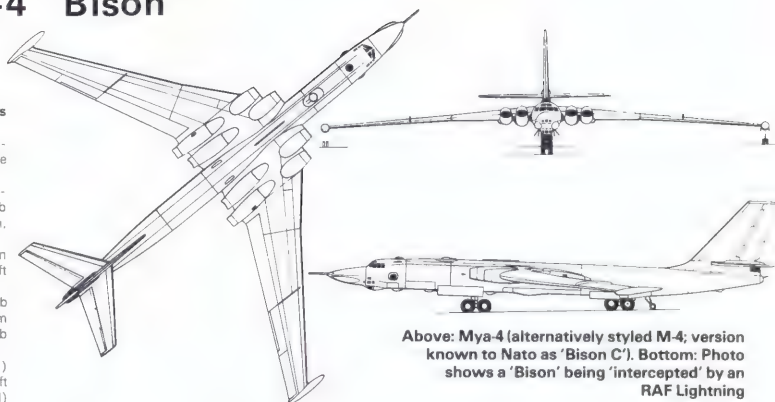 -4 Bison
Above: Mya-4 (alternatively styled M-4; version
known to Nato as 'Bison C'). Bottom: Photo
shows a 'Bison' being 'intercepted' by an
RAF Lightning